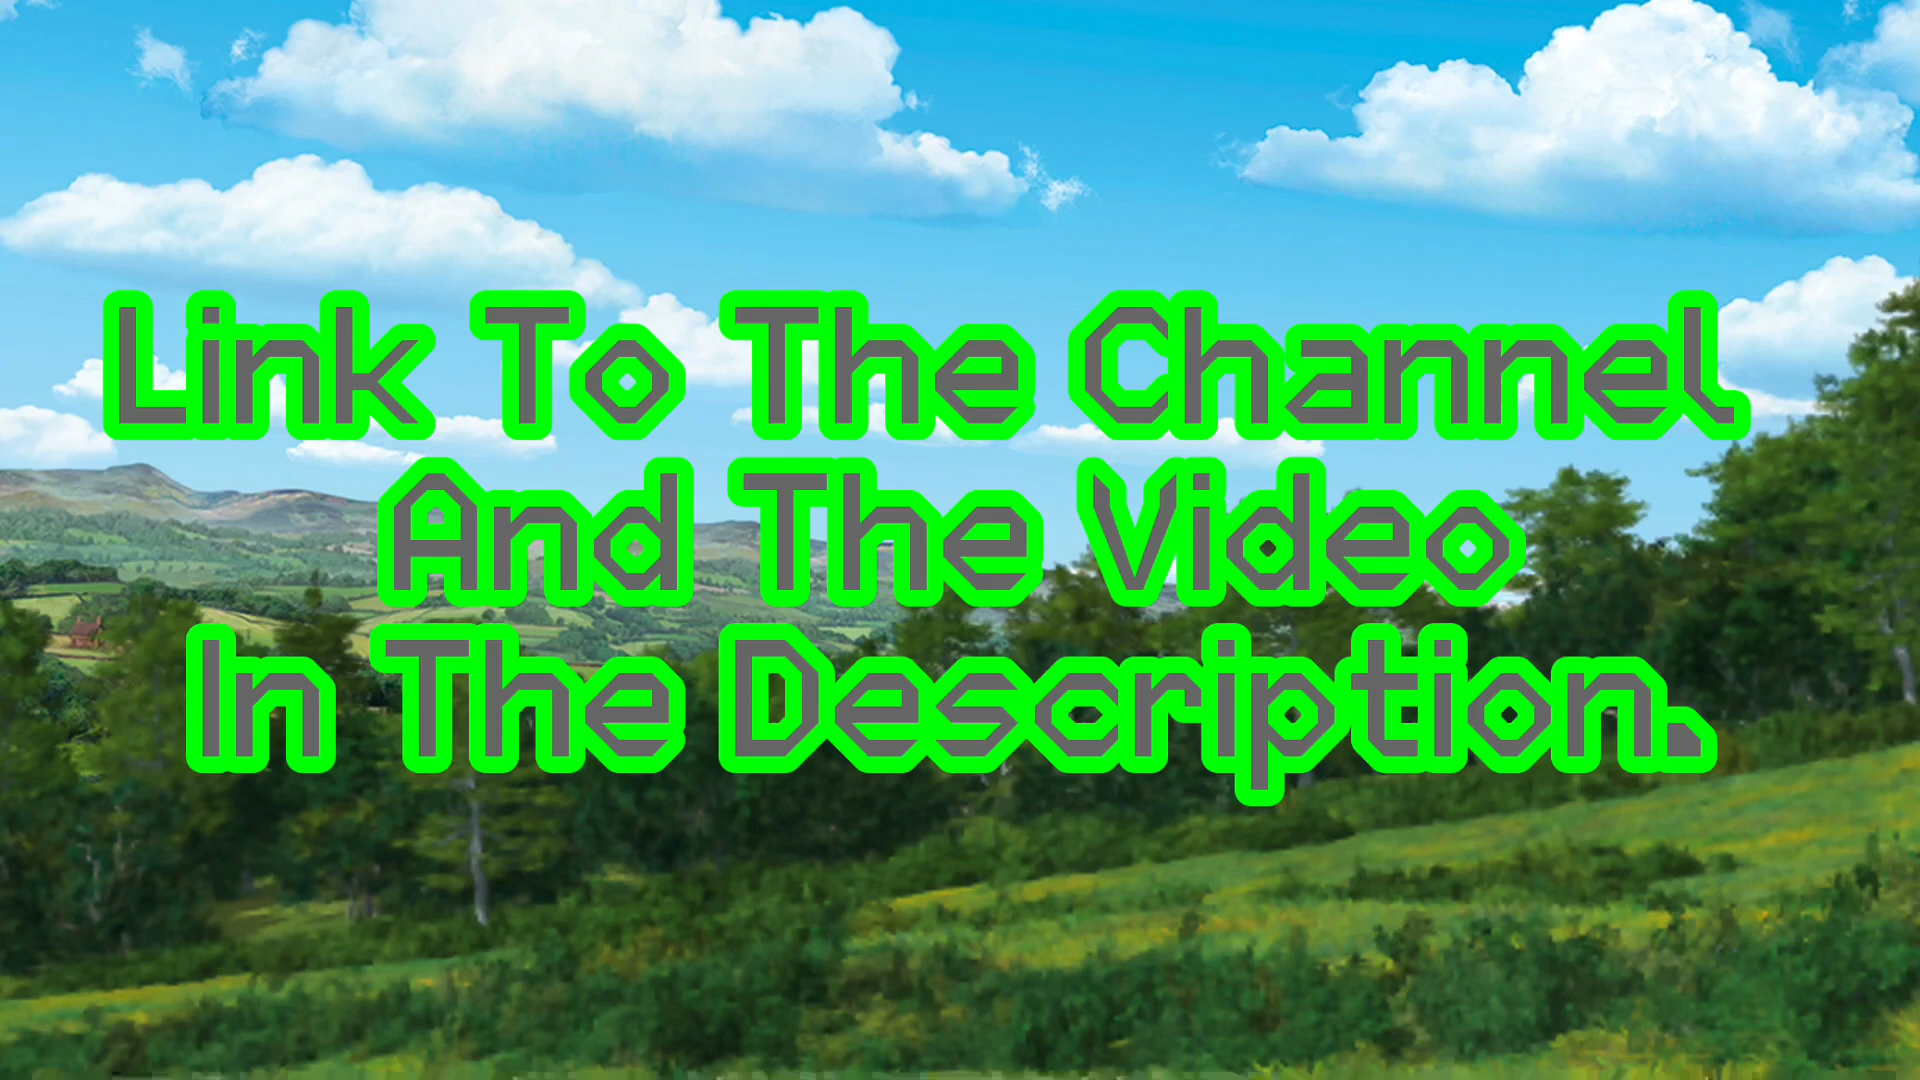 Link To The Channel
And The Video
In The Description.